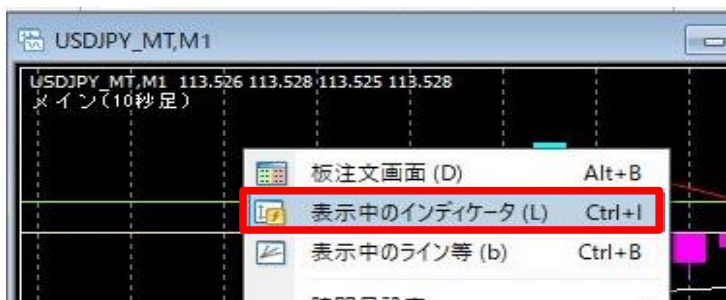 USDJPY_MT,M1
USDJPY_MT,M1 113.526 113.528 113.525 113.528
メイン(10秒足)
板注文画面 (D) Alt+B
表示中のインディケータ (L) Ctrl+I
表示中のライン等 (b) Ctrl+B